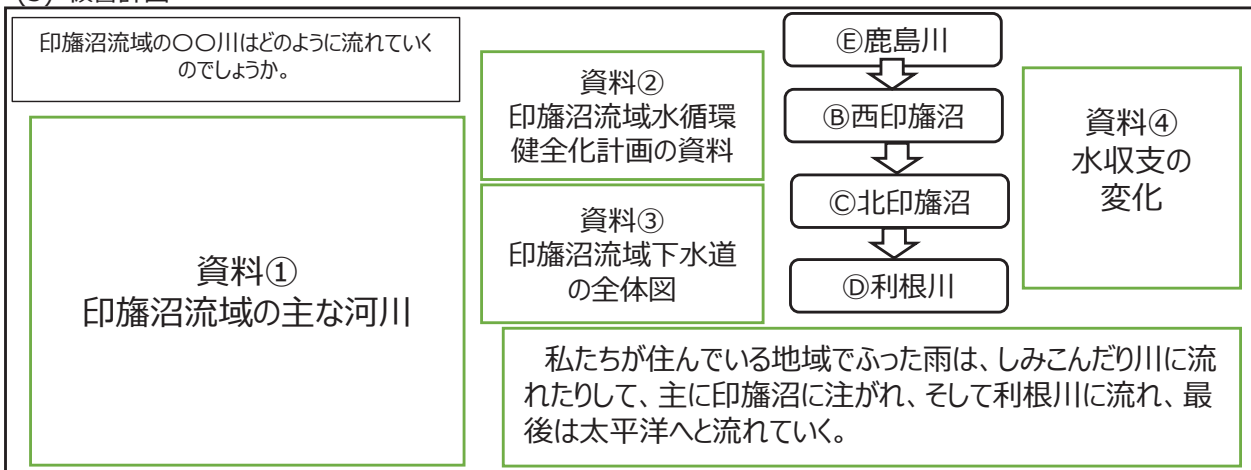 印旛沼流域の〇〇川はどのように流れていく
のでしょうか。
資料①
印旛沼流域の主な河川
資料②
印旛沼流域水循環
健全化計画の資料
資料③
印旛沼流域下水道
の全体図
Ⓔ鹿島川
Ⓑ西印旛沼
Ⓒ北印旛沼
Ⓓ利根川
資料④
水収支の
変化
私たちが住んでいる地域でふった雨は、しみこんだり川に流
れたりして、主に印旛沼に注がれ、そして利根川に流れ、最
後は太平洋へと流れていく。